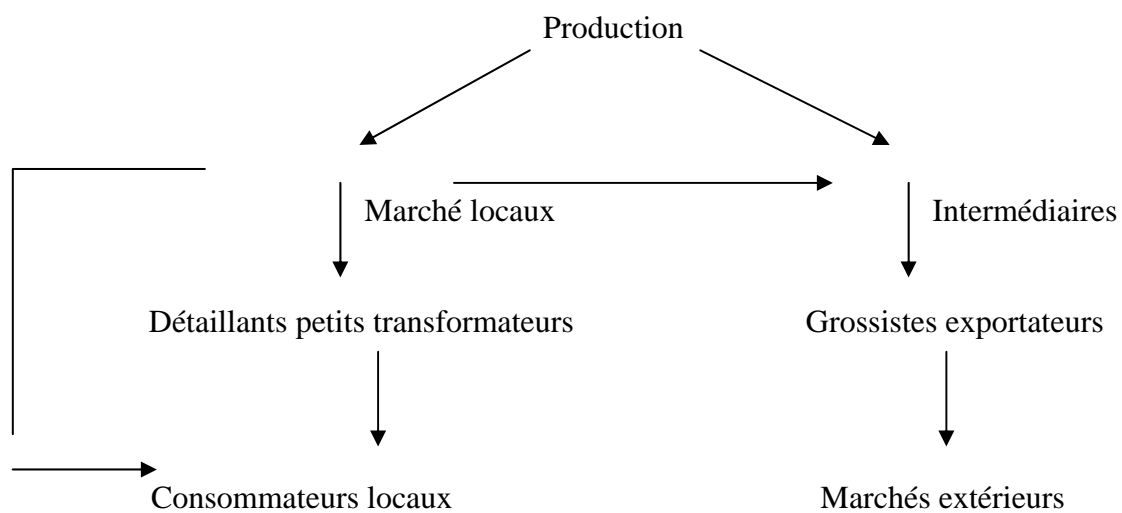 Production
Marché locaux
Intermédiaires
Détaillants petits transformateurs
Grossistes exportateurs
Consommateurs locaux
Marchés extérieurs